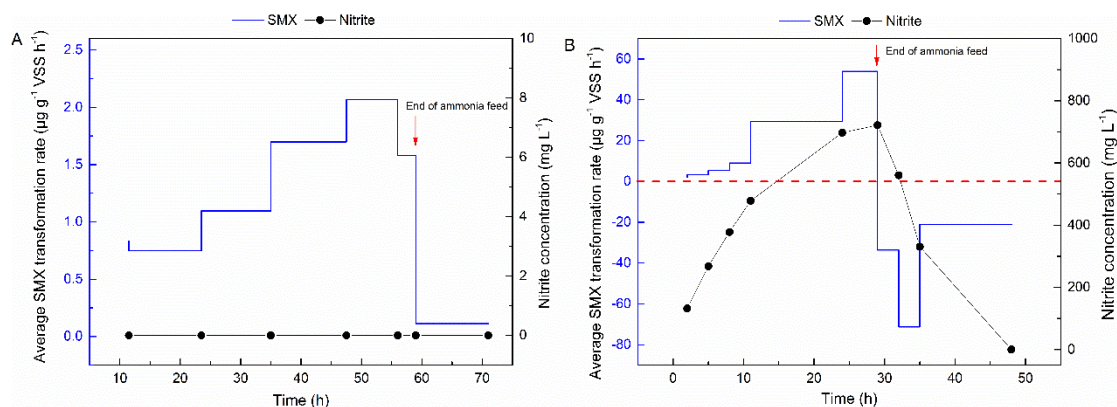 SMX Nitrite
A
Average SMX transformation rate (µg g⁻¹ VSS h⁻¹)
2.5
2.0
1.5
1.0
0.5
0.0
End of ammonia feed
10
8
6
4
2
0
Nitrite concentration (mg L⁻¹)
10 20 30 40 50 60 70
Time (h)
SMX Nitrite
B
Average SMX transformation rate (µg g⁻¹ VSS h⁻¹)
60
40
20
0
-20
-40
-60
-80
End of ammonia feed
1000
800
600
400
200
0
Nitrite concentration (mg L⁻¹)
0 10 20 30 40 50
Time (h)